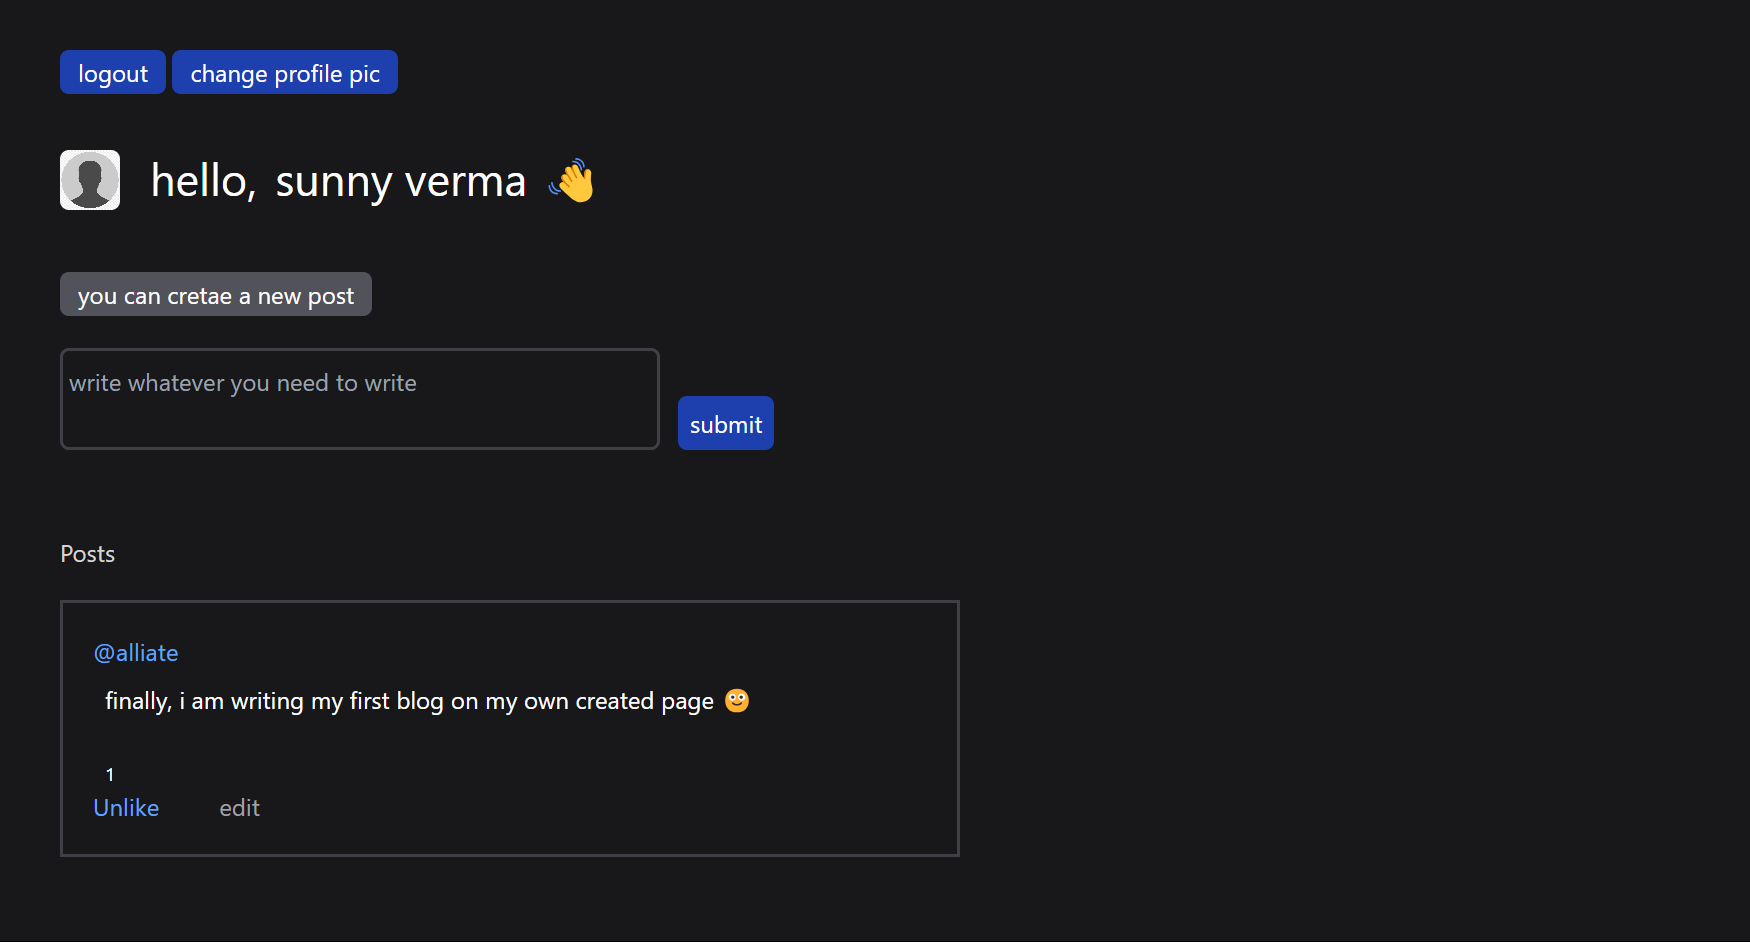 logout change profile pic
hello, sunny verma 👋
you can cretae a new post
write whatever you need to write
submit
Posts
@alliate
finally, i am writing my first blog on my own created page 🙂
1
Unlike edit